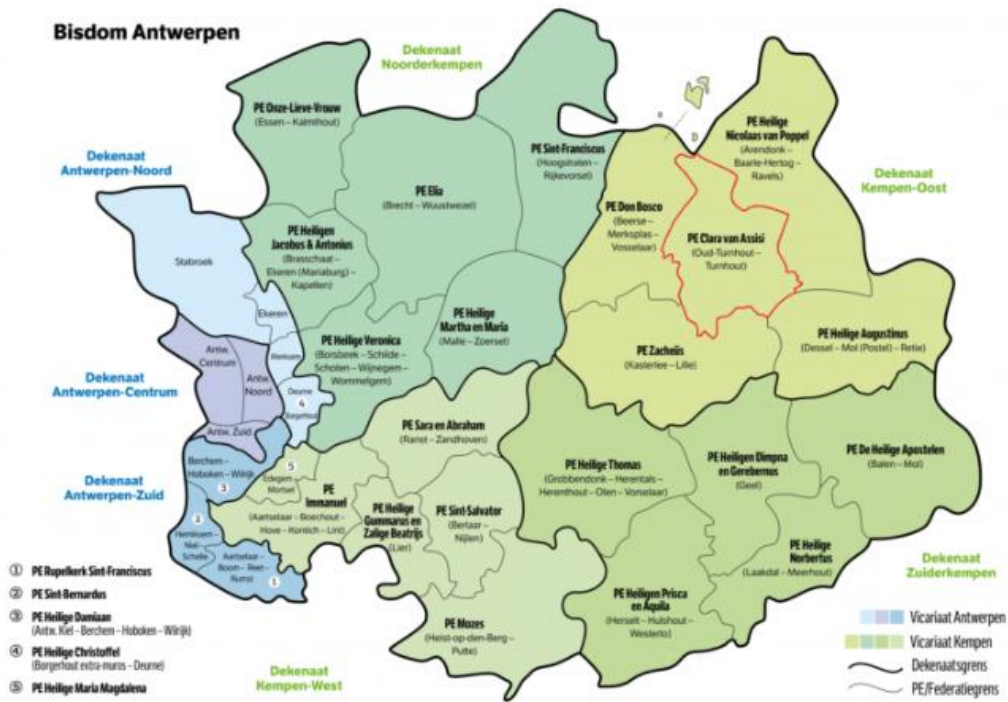 Bisdom Antwerpen
Dekenaat
Noorderkempen
PE Onze-Lieve-Vrouw
(Essen – Kalmthout)
PE Heilige
Nicolaas van Poppel
(Arendonk –
Baarle-Hertog –
Ravels)
Dekenaat
Antwerpen-Noord
PE Sint-Franciscus
(Hoogstraten –
Rijkevorsel)
Dekenaat
Kempen-Oost
PE Elia
(Brecht – Wuustwezel)
PE Don Bosco
(Beerse –
Merksplas –
Vosselaar)
PE Clara van Assisi
(Oud-Turnhout –
Turnhout)
PE Heiligen
Jacobus & Antonius
(Brasschaat –
Ekeren (Mariaburg) –
Kapellen)
Stabroek
Ekeren
PE Heilige
Martha en Maria
(Malle – Zoersel)
PE Heilige Veronica
(Borsbeek – Schilde –
Schoten – Wijnegem –
Wommelgem)
PE Heilige Augustinus
(Dessel – Mol (Postel) – Retie)
PE Zacheüs
(Kasterlee – Lille)
Antw.
Centrum
Merksem
Antw.
Noord
Dekenaat
Antwerpen-Centrum
Deurne
4
Borgerhout
Antw. Zuid
PE Sara en Abraham
(Ranst – Zandhoven)
PE De Heilige Apostelen
(Balen – Mol)
Berchem –
Hoboken – Wilrijk
3
5
Edegem
Mortsel
PE Heilige Thomas
(Grobbendonk – Herentals –
Herenthout – Olen – Vorselaar)
PE Heiligen Dimpna
en Gerebernus
(Geel)
Dekenaat
Antwerpen-Zuid
PE
Immanuel
(Aartselaar – Boechout –
Hove – Kontich – Lint)
PE Heilige
Gummarus en
Zalige Beatrijs
(Lier)
PE Sint-Salvator
(Berlaar –
Nijlen)
2
Hemiksem –
Niel –
Schelle
Aartselaar –
Boom – Reet –
Rumst
1
PE Heilige
Norbertus
(Laakdal – Meerhout)
Dekenaat
Zuiderkempen
PE Heiligen Prisca
en Aquila
(Herselt – Hulshout –
Westerlo)
PE Mozes
(Heist-op-den-Berg –
Putte)
Dekenaat
Kempen-West
1 PE Rupelkerk Sint-Franciscus
2 PE Sint-Bernardus
3 PE Heilige Damiaan
(Antw. Kiel – Berchem – Hoboken – Wilrijk)
4 PE Heilige Christoffel
(Borgerhout extra-muros – Deurne)
5 PE Heilige Maria Magdalena
Vicariaat Antwerpen
Vicariaat Kempen
Dekenaatsgrens
PE/Federatiegrens